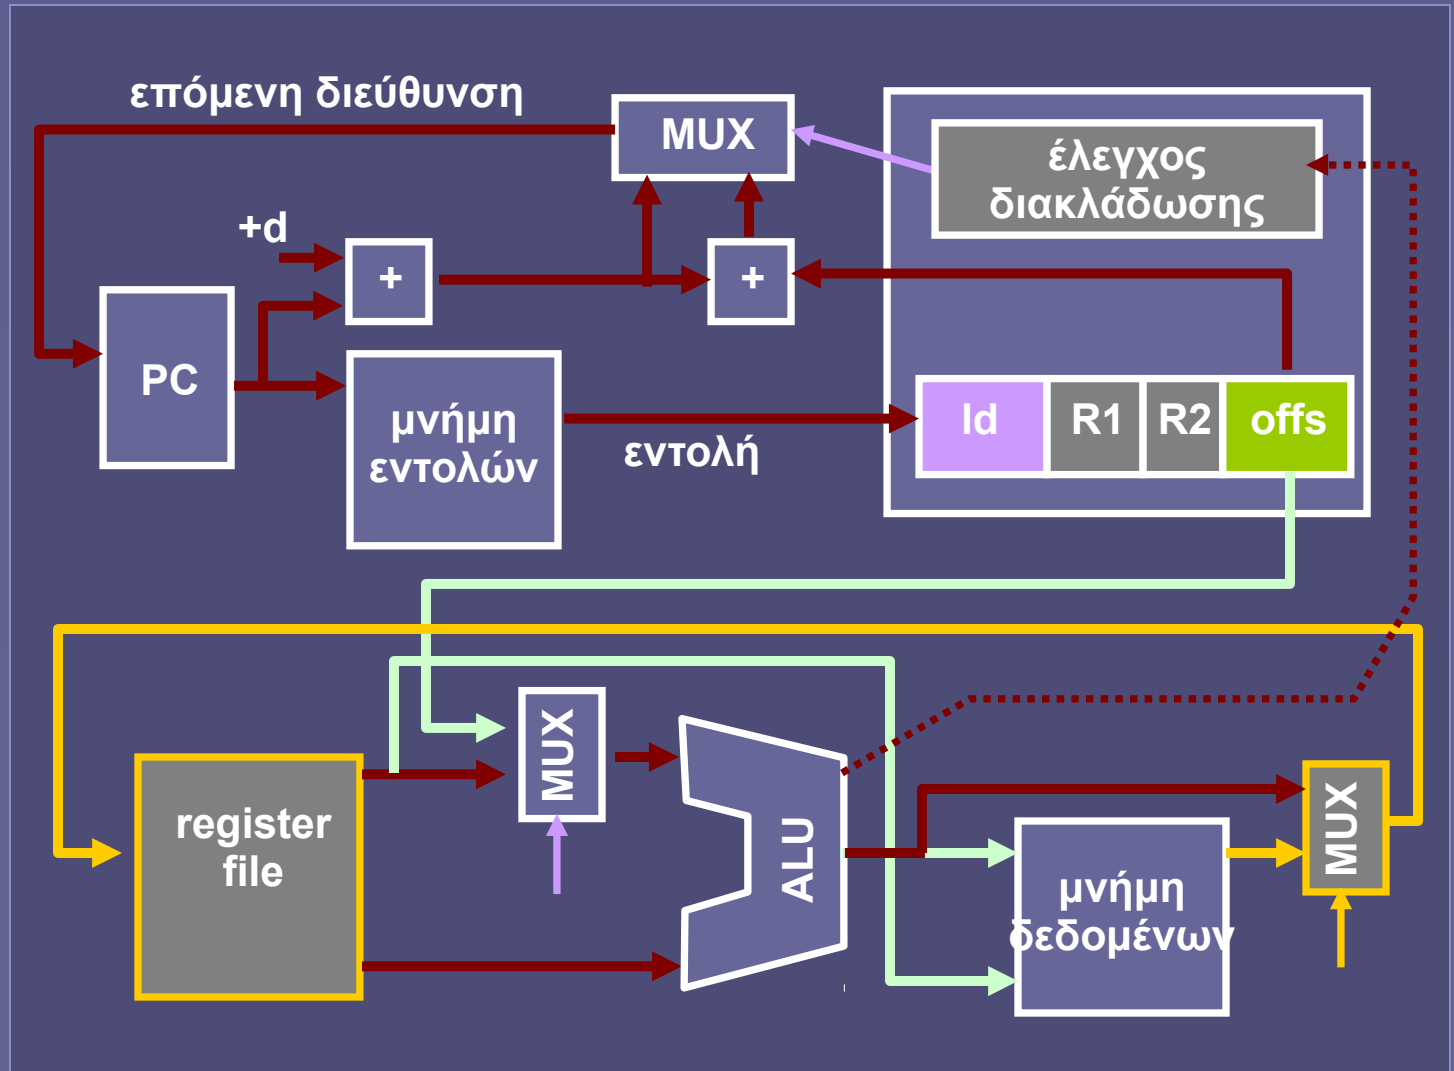 επόμενη διεύθυνση
MUX
έλεγχος
διακλάδωσης
+d
+
+
PC
μνήμη
εντολών
εντολή
ld
R1
R2
offs
MUX
register
file
ALU
MUX
μνήμη
δεδομένων